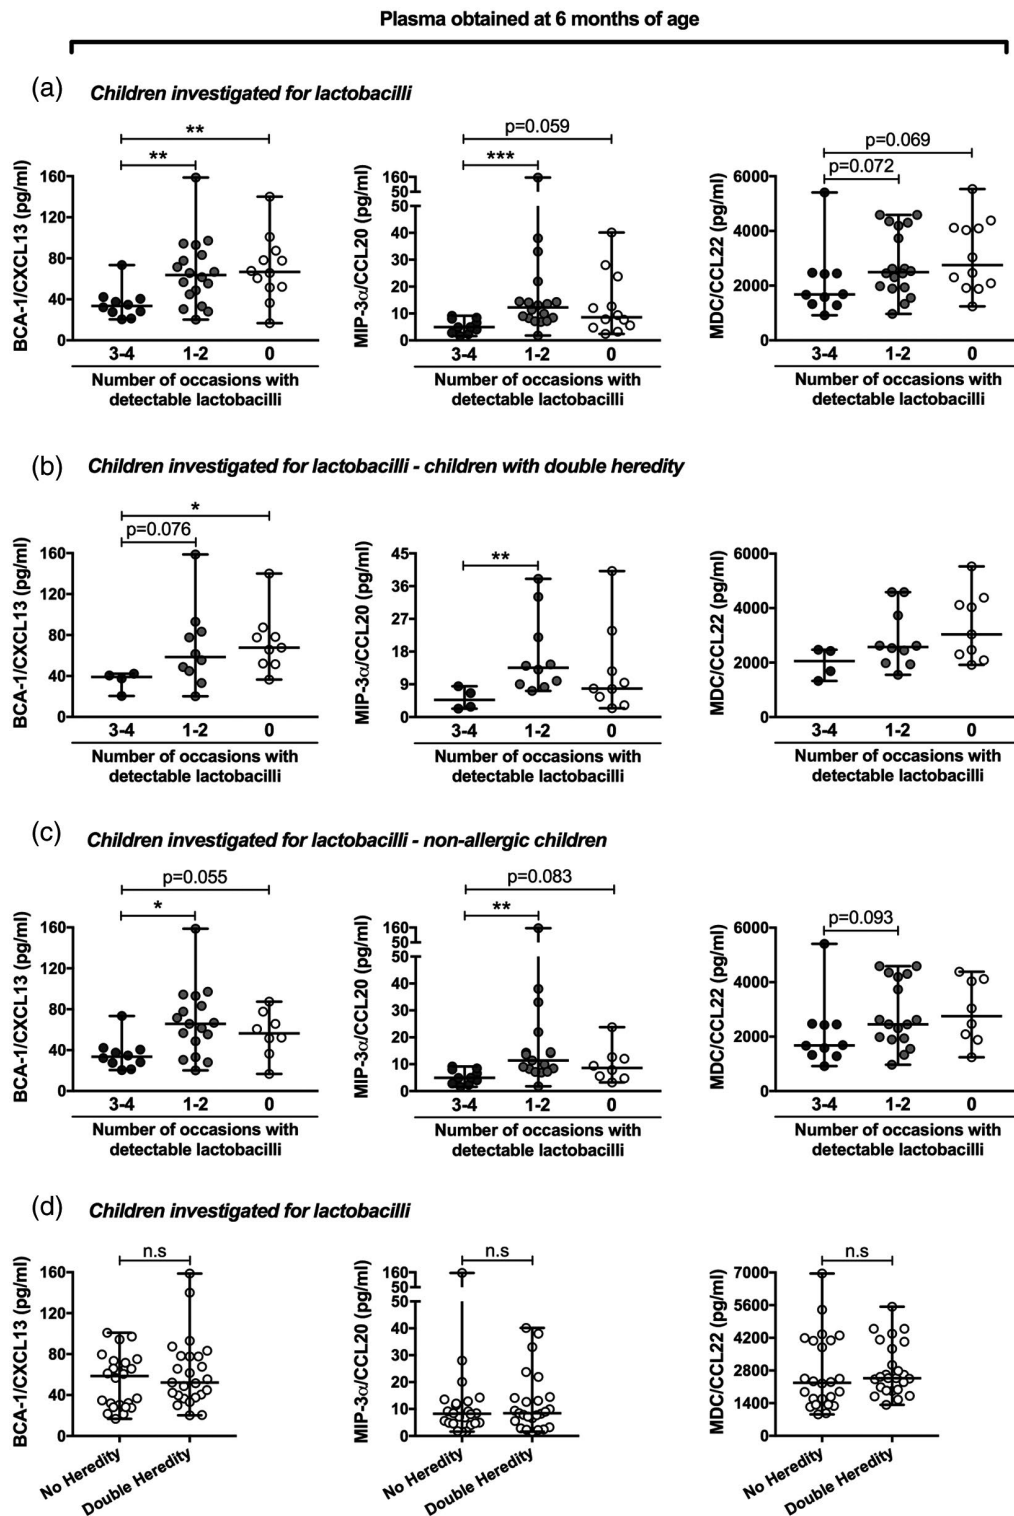 Plasma obtained at 6 months of age
(a) Children investigated for lactobacilli
BCA-1/CXCL13 (pg/ml)
160
120
80
40
0
**
**
3-4 1-2 0
Number of occasions with
detectable lactobacilli
MIP-3α/CCL20 (pg/ml)
160
50
50
40
30
20
10
0
p=0.059
***
3-4 1-2 0
Number of occasions with
detectable lactobacilli
MDC/CCL22 (pg/ml)
6000
4000
2000
0
p=0.069
p=0.072
3-4 1-2 0
Number of occasions with
detectable lactobacilli
(b) Children investigated for lactobacilli - children with double heredity
BCA-1/CXCL13 (pg/ml)
160
120
80
40
0
*
p=0.076
3-4 1-2 0
Number of occasions with
detectable lactobacilli
MIP-3α/CCL20 (pg/ml)
45
36
27
18
9
0
**
3-4 1-2 0
Number of occasions with
detectable lactobacilli
MDC/CCL22 (pg/ml)
6000
4000
2000
0
3-4 1-2 0
Number of occasions with
detectable lactobacilli
(c) Children investigated for lactobacilli - non-allergic children
BCA-1/CXCL13 (pg/ml)
160
120
80
40
0
p=0.055
*
3-4 1-2 0
Number of occasions with
detectable lactobacilli
MIP-3α/CCL20 (pg/ml)
160
50
50
40
30
20
10
0
p=0.083
**
3-4 1-2 0
Number of occasions with
detectable lactobacilli
MDC/CCL22 (pg/ml)
6000
4000
2000
0
p=0.093
3-4 1-2 0
Number of occasions with
detectable lactobacilli
(d) Children investigated for lactobacilli
BCA-1/CXCL13 (pg/ml)
160
120
80
40
0
n.s
No Heredity
Double Heredity
MIP-3α/CCL20 (pg/ml)
160
50
50
40
30
20
10
0
n.s
No Heredity
Double Heredity
MDC/CCL22 (pg/ml)
7000
5600
4200
2800
1400
0
n.s
No Heredity
Double Heredity